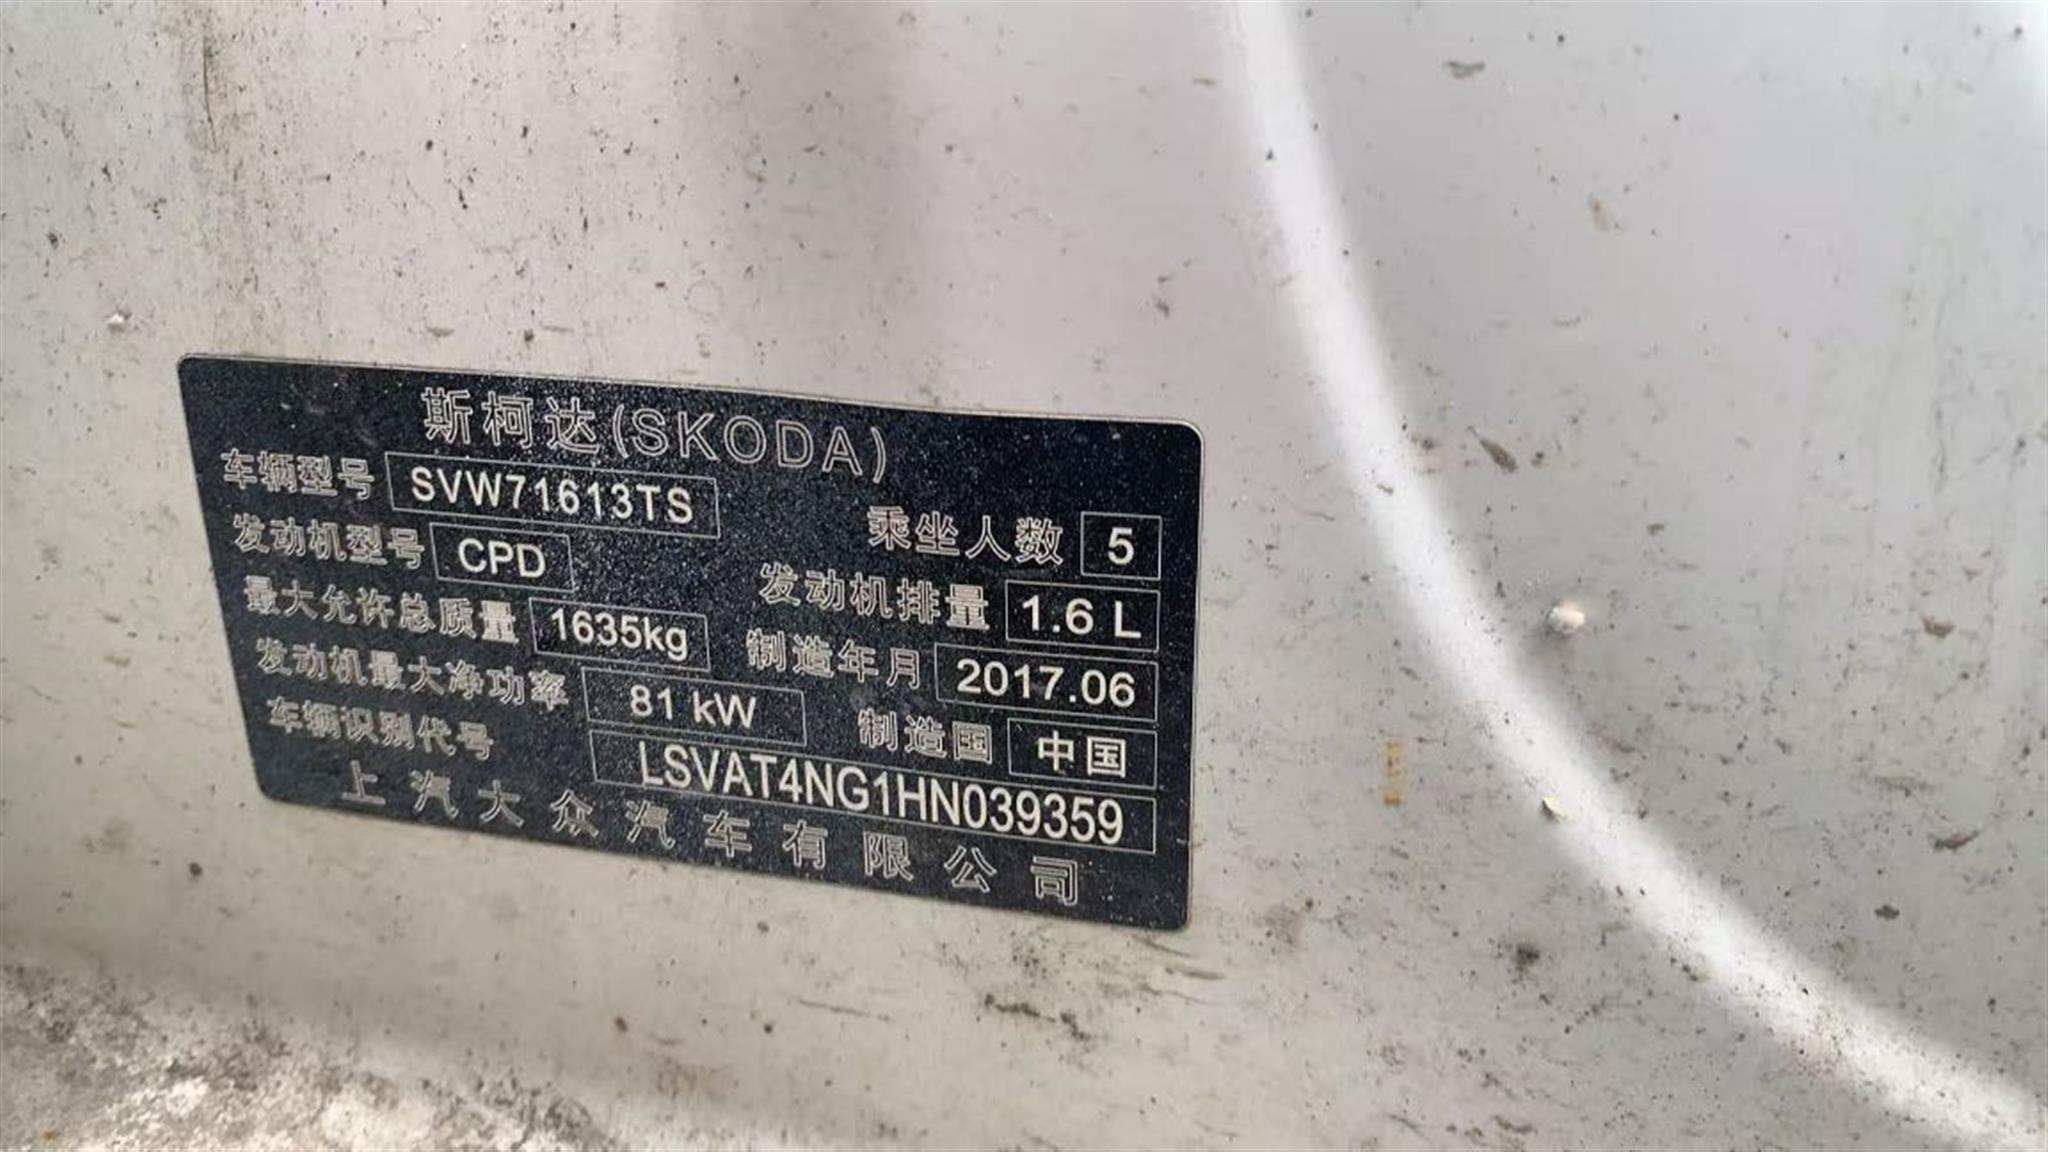 斯柯达(SKODA)
车辆型号 SVW71613TS 乘坐人数 5
发动机型号 CPD 发动机排量 1.6 L
最大允许总质量 1635kg 制造年月 2017.06
发动机最大净功率 81 kW 制造国 中国
车辆识别代号 LSVAT4NG1HN039359
上汽大众汽车有限公司